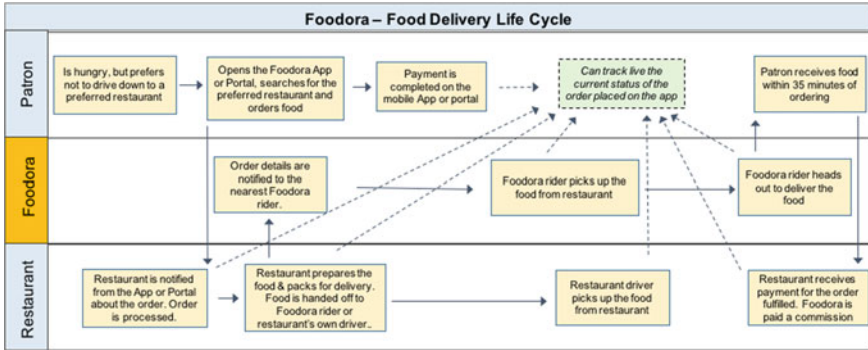 Foodora – Food Delivery Life Cycle
Patron
Is hungry, but prefers
not to drive down to a
preferred restaurant
Opens the Foodora App
or Portal, searches for the
preferred restaurant and
orders food
Payment is
completed on the
mobile App or portal
Can track live the
current status of the
order placed on the app
Patron receives food
within 35 minutes of
ordering
Foodora
Order details are
notified to the
nearest Foodora
rider.
Foodora rider picks up the
food from restaurant
Foodora rider heads
out to deliver the
food
Restaurant
Restaurant is notified
from the App or Portal
about the order. Order
is processed.
Restaurant prepares the
food & packs for delivery.
Food is handed off to
Foodora rider or
restaurant's own driver..
Restaurant driver
picks up the food
from restaurant
Restaurant receives
payment for the order
fulfilled. Foodora is
paid a commission